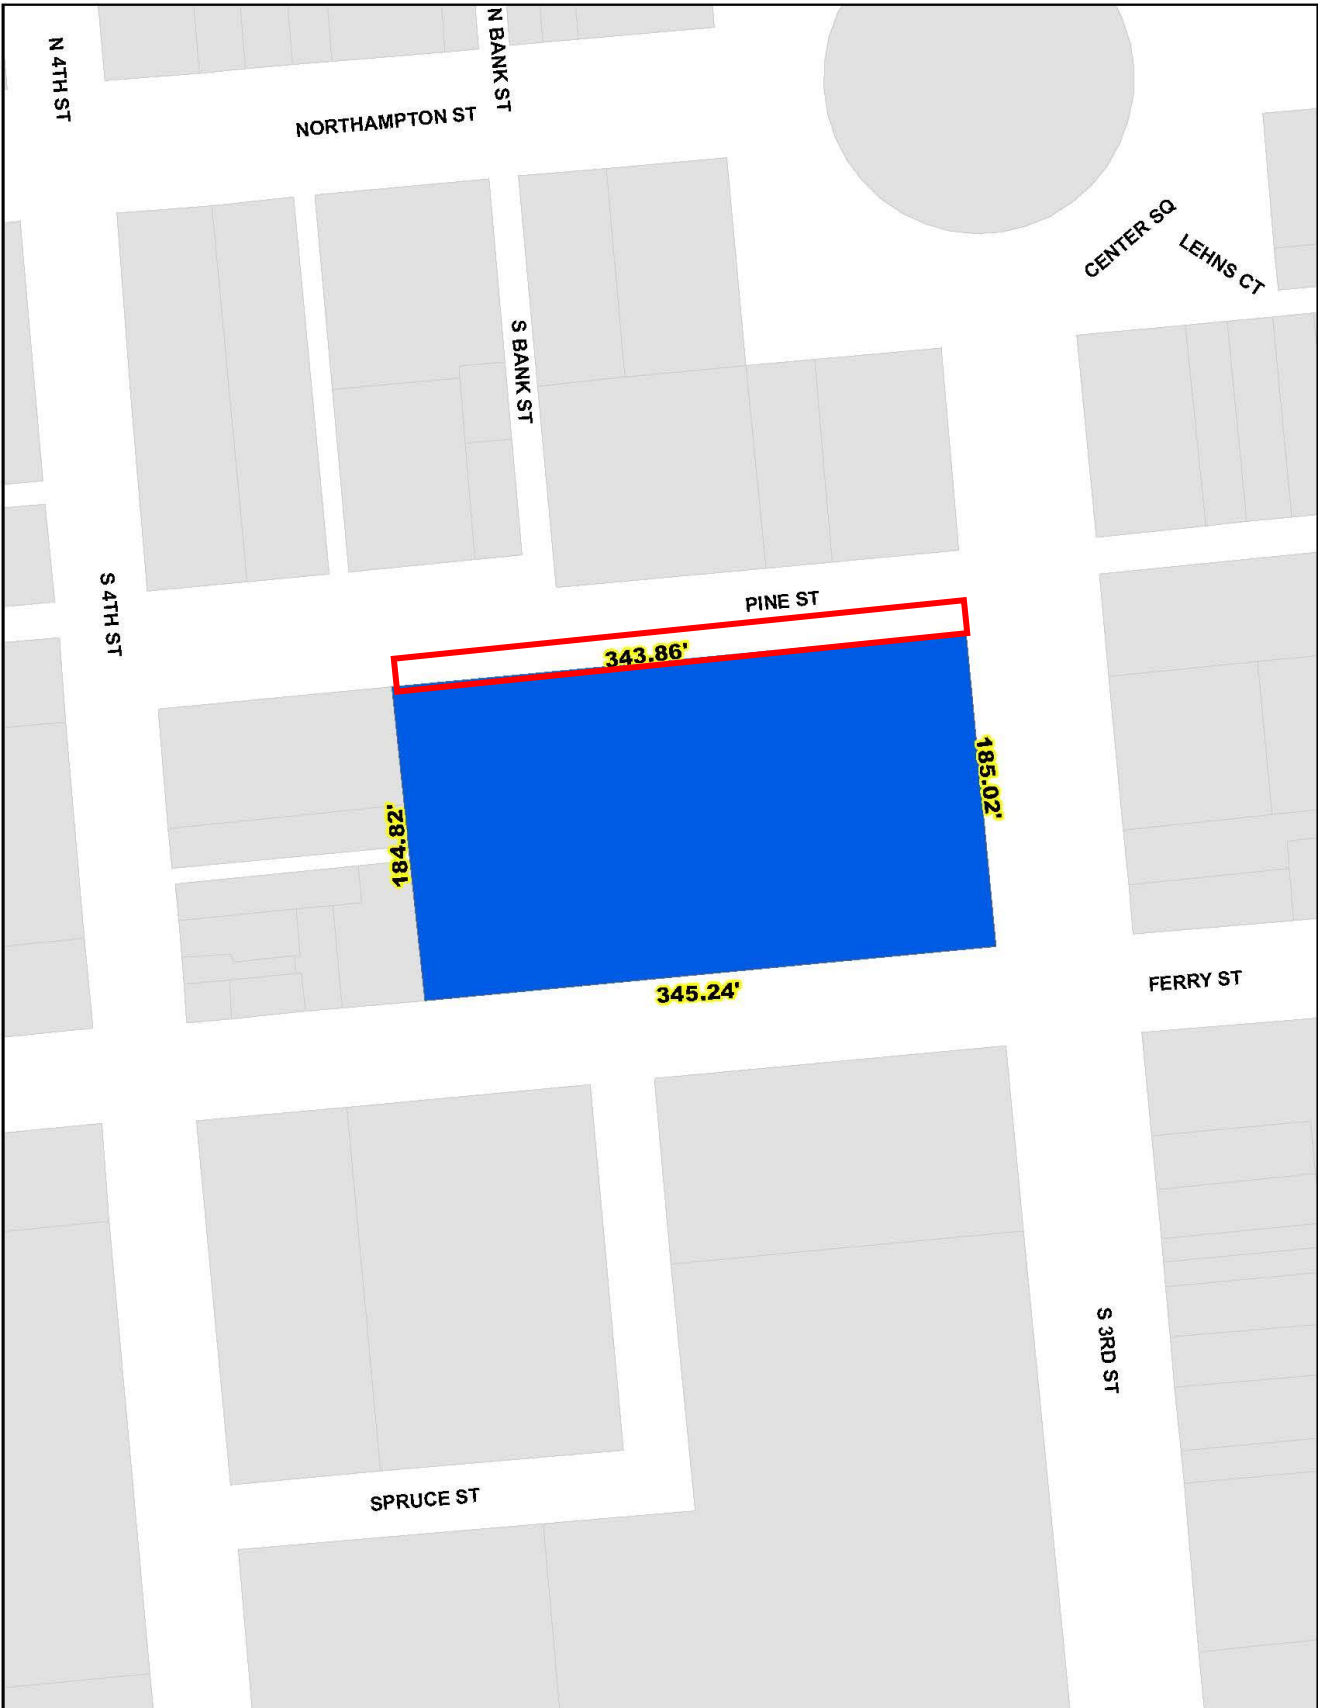 N 4TH ST
N BANK ST
NORTHAMPTON ST
CENTER SQ
LEHNS CT
S BANK ST
S 4TH ST
PINE ST
343.86'
185.02'
184.82'
345.24'
FERRY ST
S 3RD ST
SPRUCE ST